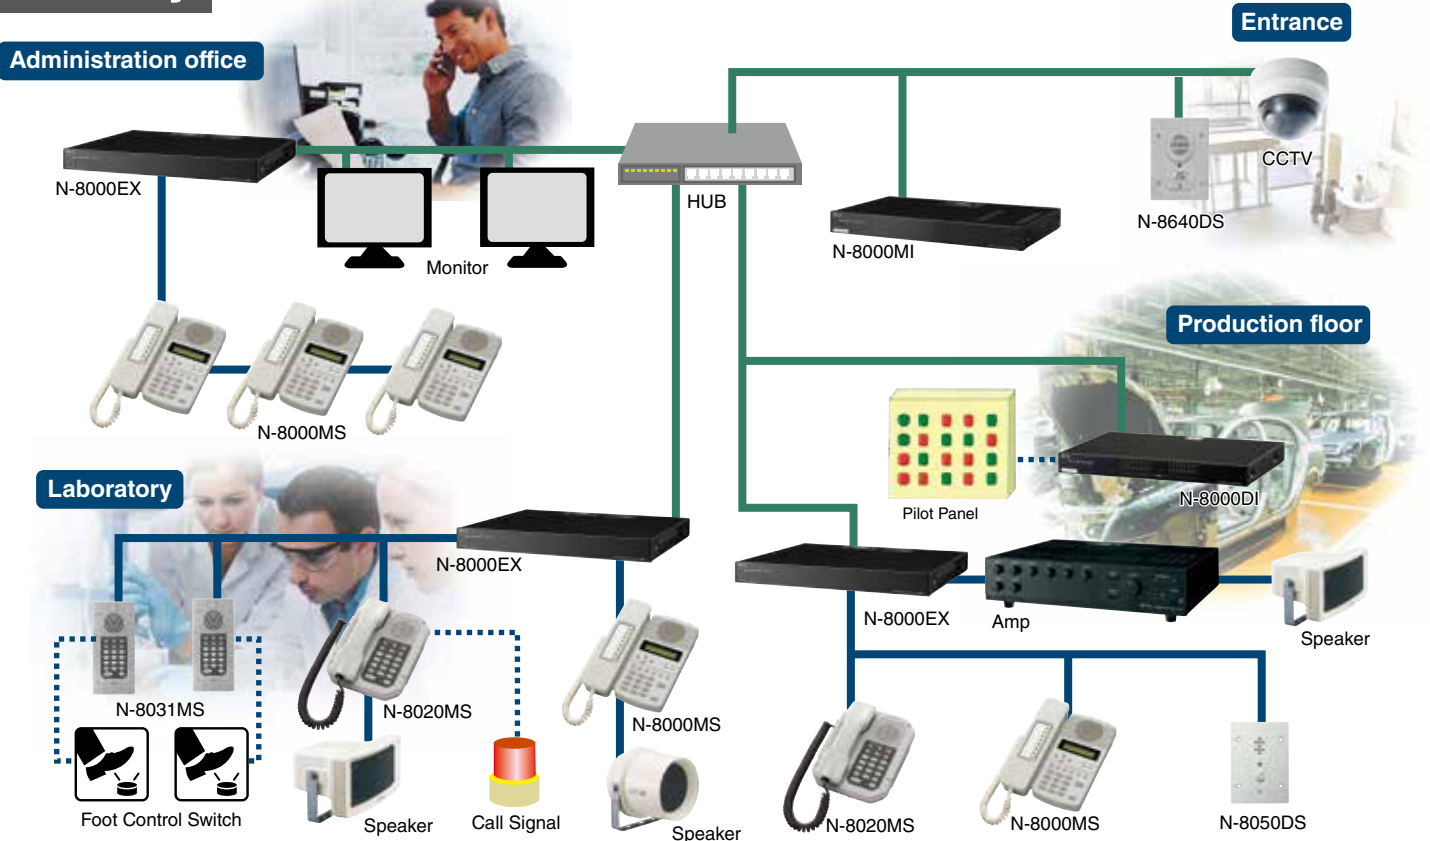 Entrance
Administration office
CCTV
N-8000EX
HUB
N-8640DS
N-8000MI
Monitor
Production floor
N-8000MS
Laboratory
N-8000DI
Pilot Panel
N-8000EX
N-8000EX
Amp
Speaker
N-8031MS
N-8020MS
N-8000MS
Foot Control Switch
Speaker
Call Signal
Speaker
N-8020MS
N-8000MS
N-8050DS